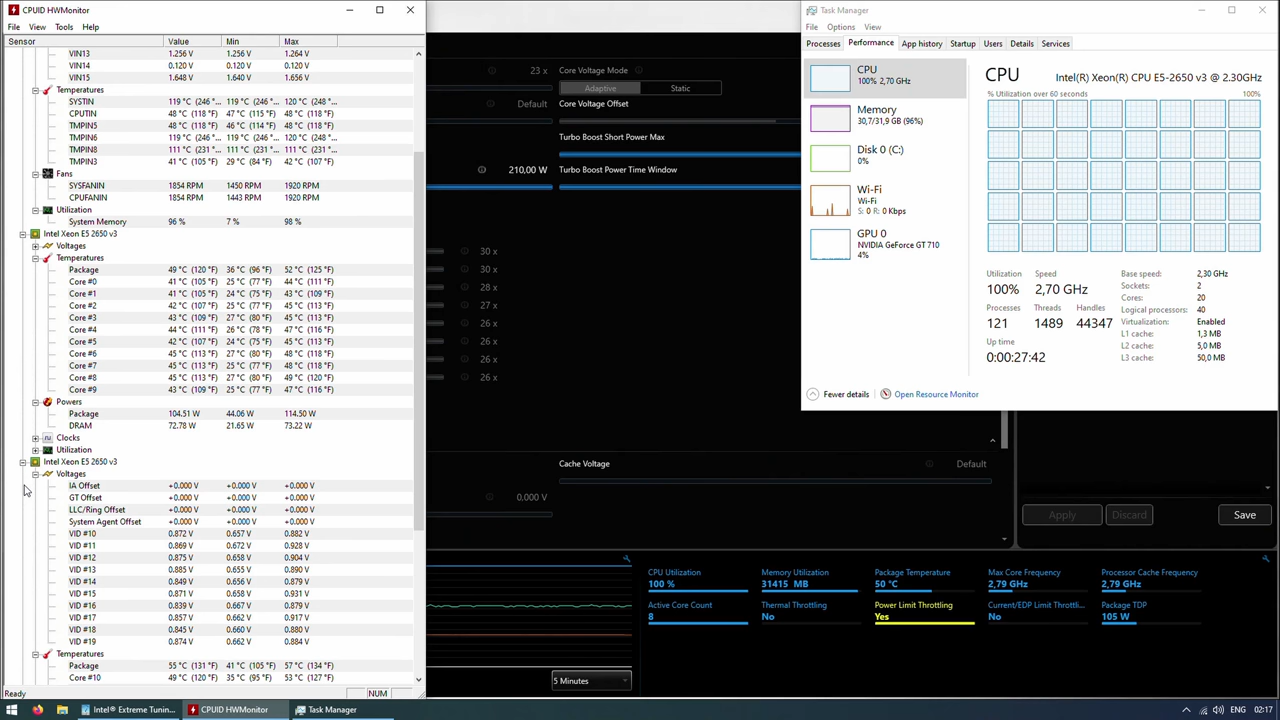 CPUID HWMonitor
File View Tools Help
Sensor Value Min Max
VIN13 1.256 V 1.256 V 1.264 V
VIN14 0.120 V 0.120 V 0.120 V
VIN15 1.648 V 1.640 V 1.656 V
Temperatures
SYSTIN 119 °C (246 °... 119 °C (246 °... 120 °C (248 °...
CPUTIN 48 °C (118 °F) 47 °C (116 °F) 48 °C (118 °F)
TMPIN5 48 °C (118 °F) 46 °C (114 °F) 48 °C (118 °F)
TMPIN6 119 °C (246 °... 119 °C (246 °... 120 °C (248 °...
TMPIN8 111 °C (231 °... 111 °C (231 °... 111 °C (231 °...
TMPIN3 41 °C (105 °F) 29 °C (84 °F) 42 °C (107 °F)
Fans
SYSFANIN 1854 RPM 1450 RPM 1920 RPM
CPUFANIN 1854 RPM 1443 RPM 1920 RPM
Utilization
System Memory 96 % 7 % 98 %
Intel Xeon E5 2650 v3
Voltages
Temperatures
Package 49 °C (120 °F) 36 °C (96 °F) 52 °C (125 °F)
Core #0 41 °C (105 °F) 25 °C (77 °F) 44 °C (111 °F)
Core #1 41 °C (105 °F) 24 °C (75 °F) 43 °C (109 °F)
Core #2 42 °C (107 °F) 25 °C (77 °F) 45 °C (113 °F)
Core #3 43 °C (109 °F) 27 °C (80 °F) 45 °C (113 °F)
Core #4 44 °C (111 °F) 26 °C (78 °F) 47 °C (116 °F)
Core #5 42 °C (107 °F) 24 °C (75 °F) 45 °C (113 °F)
Core #6 45 °C (113 °F) 27 °C (80 °F) 48 °C (118 °F)
Core #7 45 °C (113 °F) 25 °C (77 °F) 48 °C (118 °F)
Core #8 45 °C (113 °F) 27 °C (80 °F) 49 °C (120 °F)
Core #9 43 °C (109 °F) 25 °C (77 °F) 47 °C (116 °F)
Powers
Package 104.51 W 44.06 W 114.50 W
DRAM 72.78 W 21.65 W 73.22 W
Clocks
Utilization
Intel Xeon E5 2650 v3
Voltages
IA Offset +0.000 V +0.000 V +0.000 V
GT Offset +0.000 V +0.000 V +0.000 V
LLC/Ring Offset +0.000 V +0.000 V +0.000 V
System Agent Offset +0.000 V +0.000 V +0.000 V
VID #10 0.872 V 0.657 V 0.882 V
VID #11 0.869 V 0.672 V 0.928 V
VID #12 0.875 V 0.658 V 0.904 V
VID #13 0.885 V 0.655 V 0.890 V
VID #14 0.849 V 0.656 V 0.879 V
VID #15 0.871 V 0.658 V 0.931 V
VID #16 0.839 V 0.667 V 0.879 V
VID #17 0.857 V 0.662 V 0.917 V
VID #18 0.845 V 0.660 V 0.880 V
VID #19 0.874 V 0.662 V 0.884 V
Temperatures
Package 55 °C (131 °F) 41 °C (105 °F) 57 °C (134 °F)
Core #10 49 °C (120 °F) 35 °C (95 °F) 53 °C (127 °F)
Ready NUM
23 x
Default
210,00 W
30 x
30 x
28 x
27 x
26 x
26 x
26 x
26 x
0,000 V
Core Voltage Mode
Adaptive Static
Core Voltage Offset
Turbo Boost Short Power Max
Turbo Boost Power Time Window
Cache Voltage Default
Apply Discard Save
5 Minutes
CPU Utilization
100 %
Memory Utilization
31415 MB
Package Temperature
50 °C
Max Core Frequency
2,79 GHz
Processor Cache Frequency
2,79 GHz
Active Core Count
8
Thermal Throttling
No
Power Limit Throttling
Yes
Current/EDP Limit Throttli...
No
Package TDP
105 W
Task Manager
File Options View
Processes Performance App history Startup Users Details Services
CPU
100% 2,70 GHz
Memory
30,7/31,9 GB (96%)
Disk 0 (C:)
0%
Wi-Fi
Wi-Fi
S: 0 R: 0 Kbps
GPU 0
NVIDIA GeForce GT 710
4%
CPU Intel(R) Xeon(R) CPU E5-2650 v3 @ 2.30GHz
% Utilization over 60 seconds 100%
Utilization Speed
100% 2,70 GHz
Processes Threads Handles
121 1489 44347
Up time
0:00:27:42
Base speed: 2,30 GHz
Sockets: 2
Cores: 20
Logical processors: 40
Virtualization: Enabled
L1 cache: 1,3 MB
L2 cache: 5,0 MB
L3 cache: 50,0 MB
Fewer details Open Resource Monitor
Intel® Extreme Tunin... CPUID HWMonitor Task Manager ENG 02:17